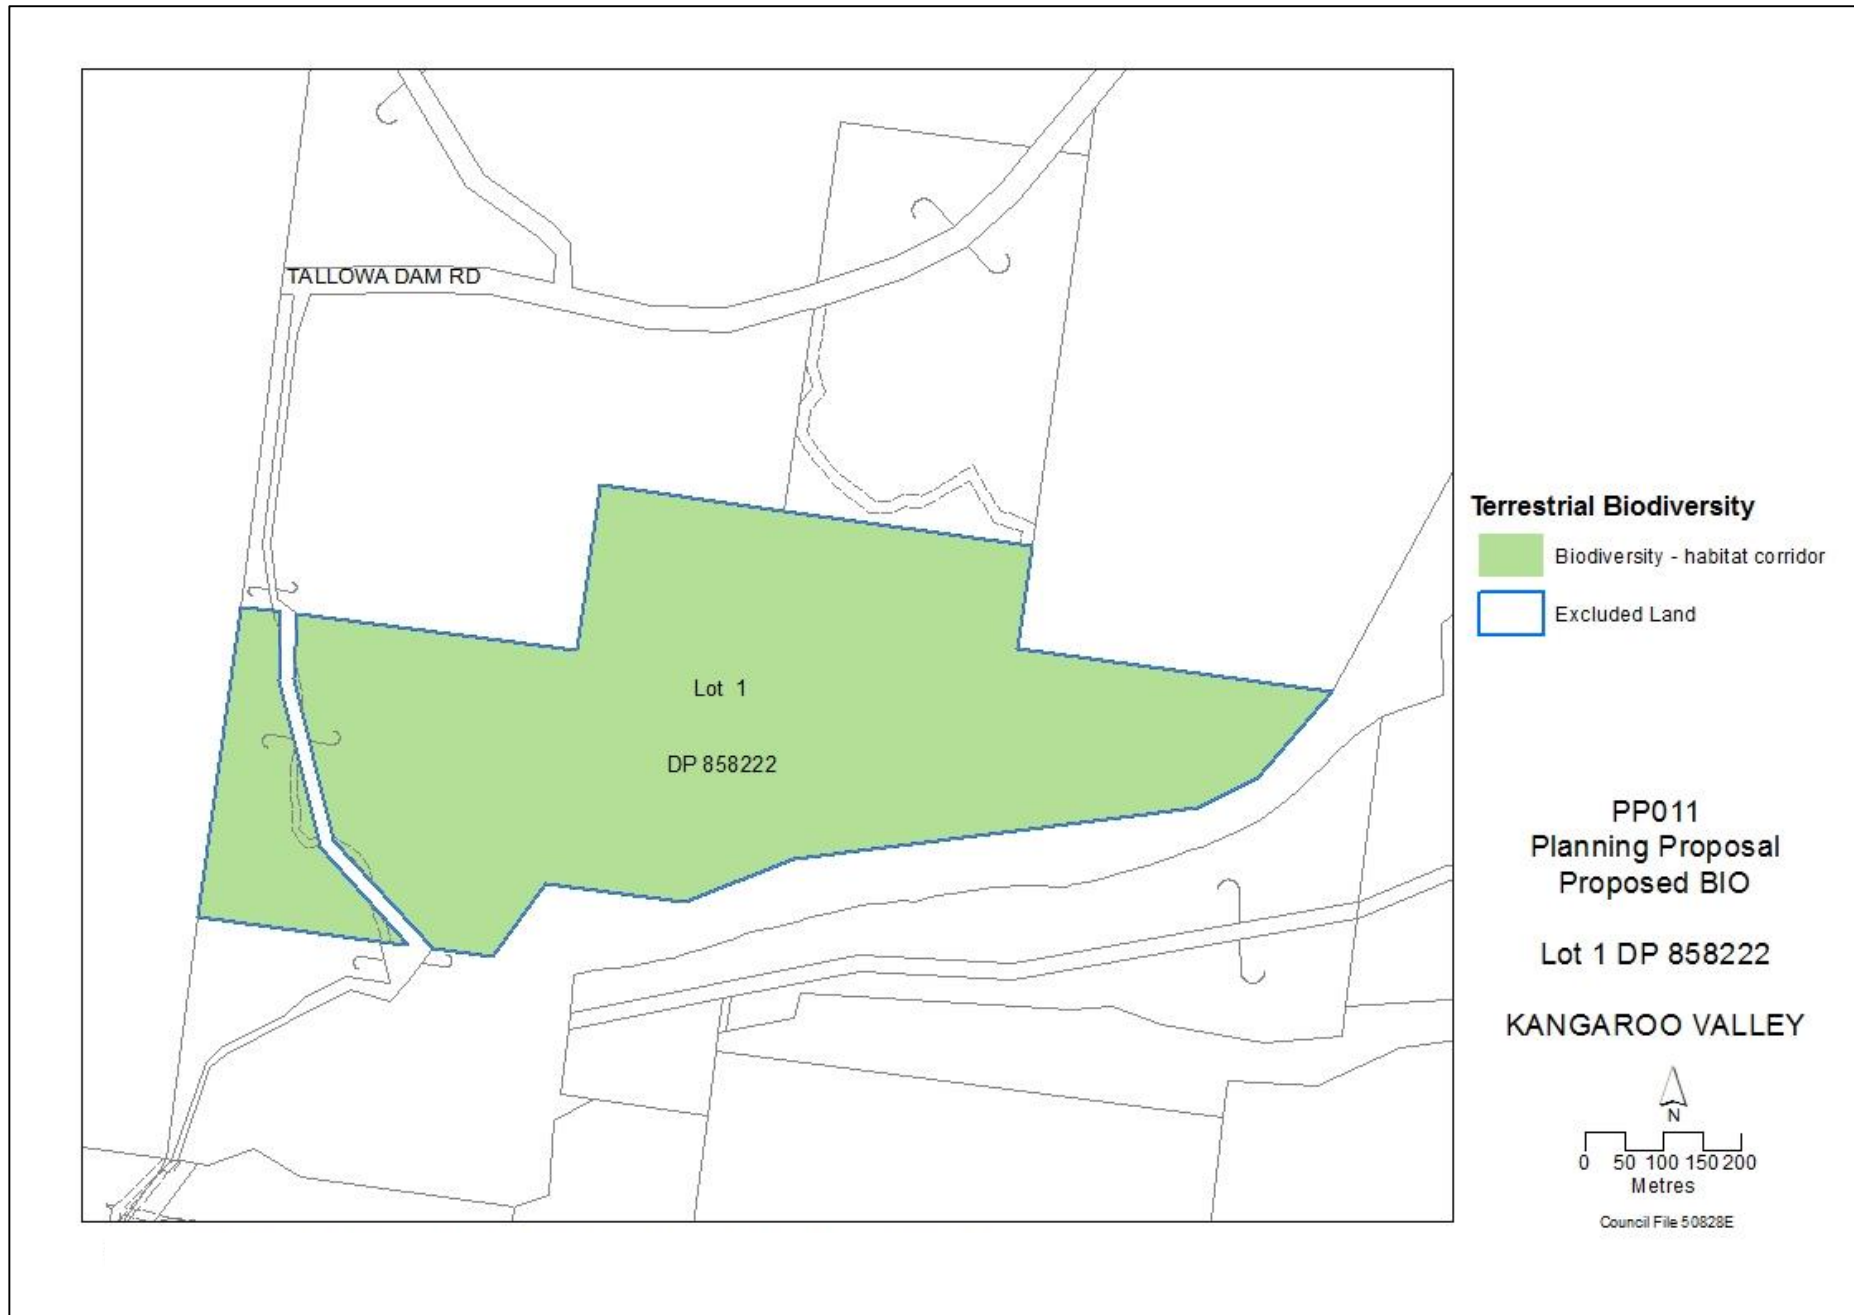 TALLOWA DAM RD
Lot 1
DP 858222
Terrestrial Biodiversity
Biodiversity - habitat corridor
Excluded Land
PP011
Planning Proposal
Proposed BIO
Lot 1 DP 858222
KANGAROO VALLEY
N
0 50 100 150 200
Metres
Council File 50828E